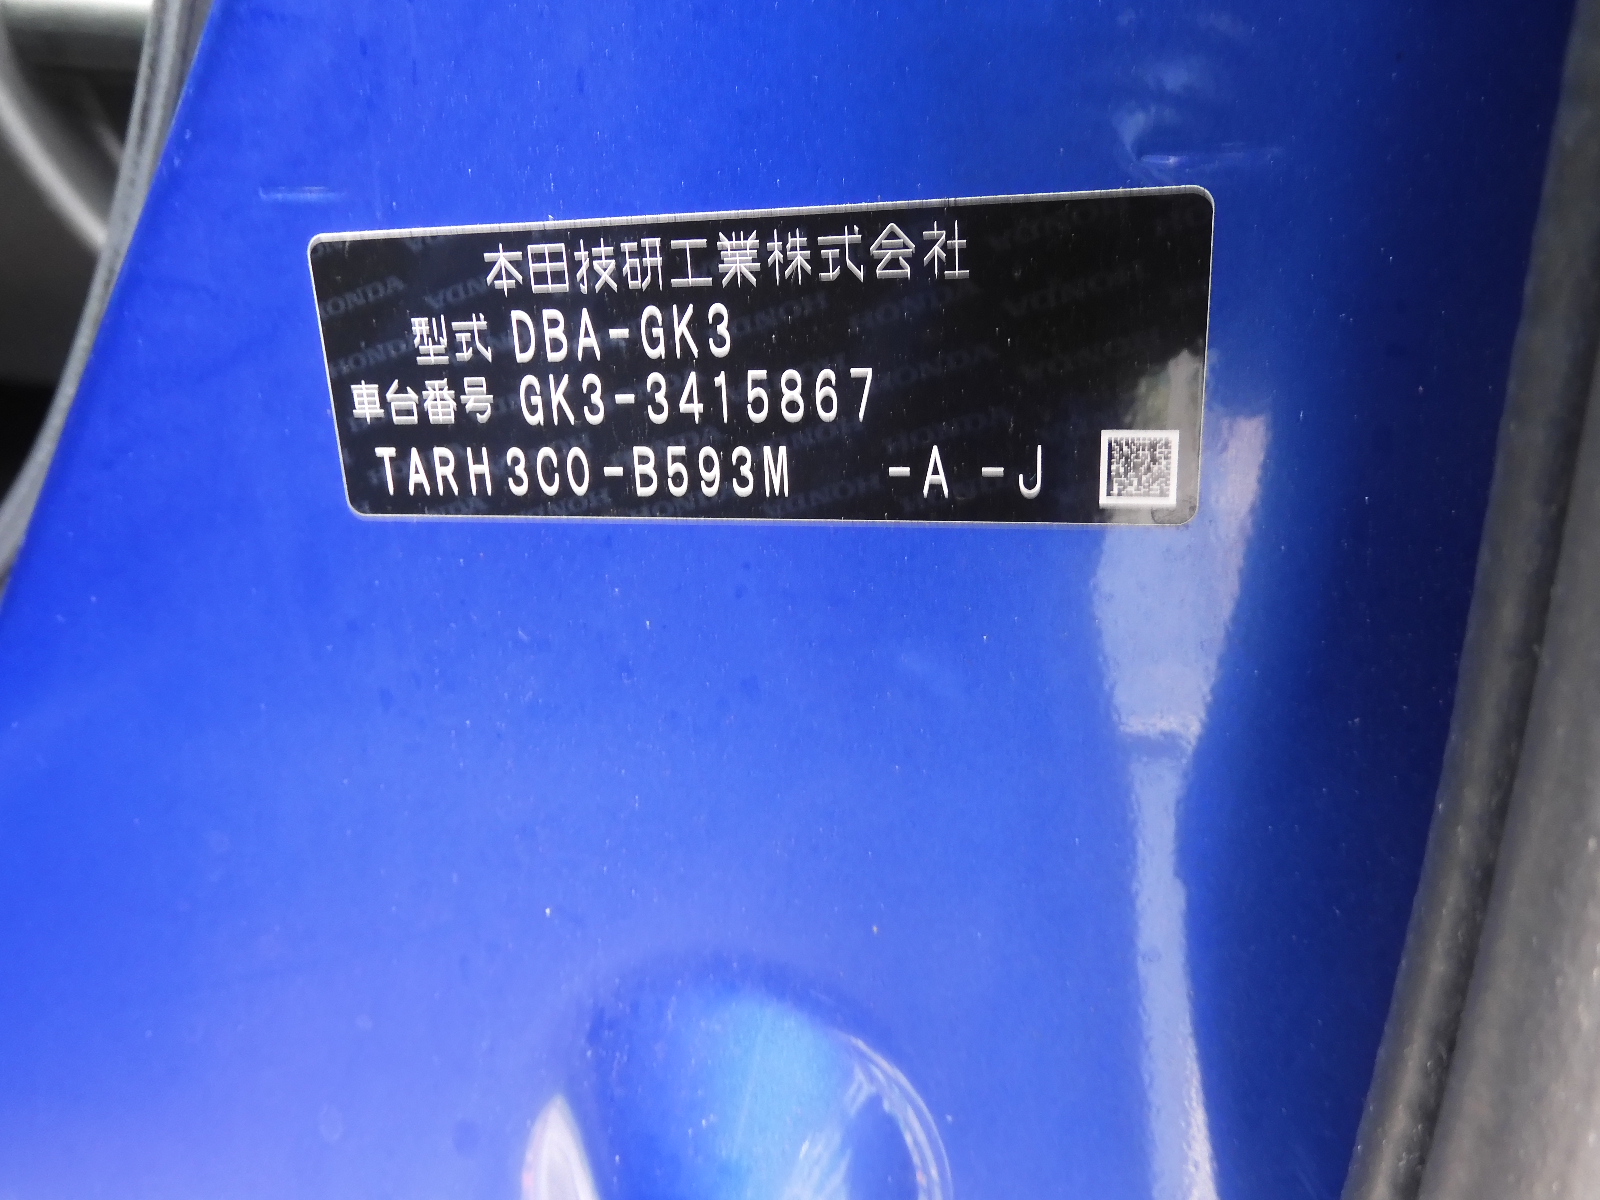 本田技研工業株式会社
型式 DBA-GK3
車台番号 GK3-3415867
TARH3C0-B593M -A -J